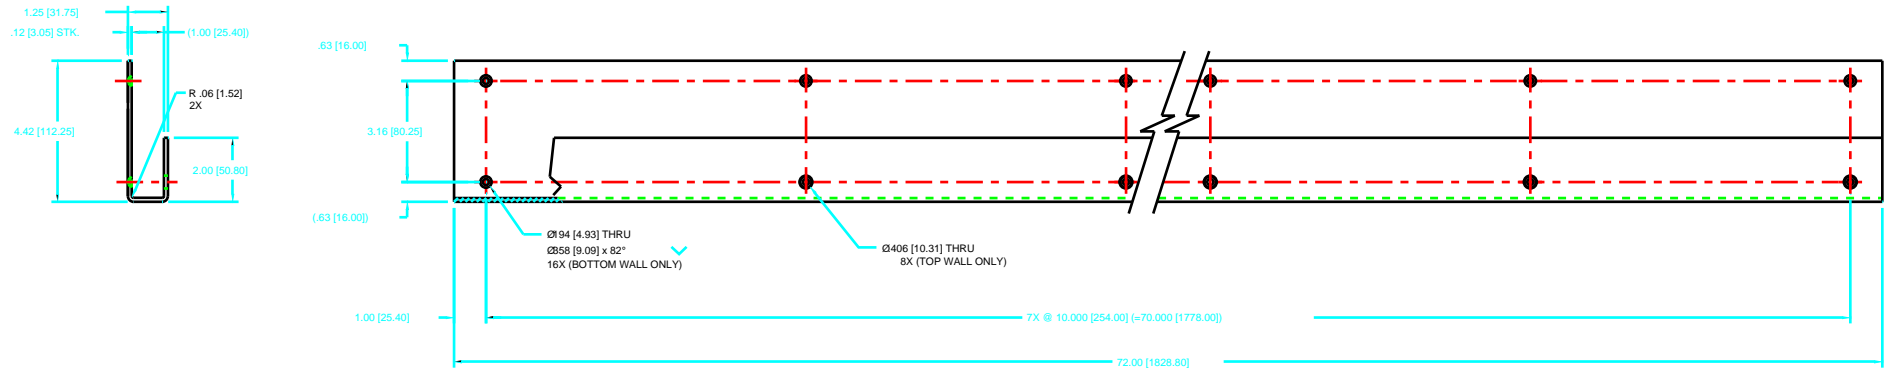 1.25 [31.75]
.12 [3.05] STK.
(1.00 [25.40])
R .06 [1.52]
2X
4.42 [112.25]
2.00 [50.80]
.63 [16.00]
3.16 [80.25]
(.63 [16.00])
Ø.194 [4.93] THRU
Ø.358 [9.09] x 82°
16X (BOTTOM WALL ONLY)
Ø.406 [10.31] THRU
8X (TOP WALL ONLY)
1.00 [25.40]
7X @ 10.000 [254.00] (=70.000 [1778.00])
72.00 [1828.80]